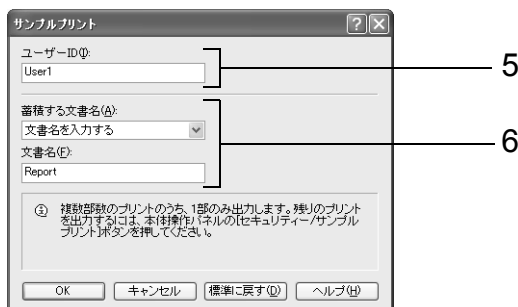 サンプルプリント
ユーザーID(I):
User1
5
蓄積する文書名(A):
文書名を入力する
6
文書名(F):
Report
複数部数のプリントのうち、1部のみ出力します。残りのプリント
を出力するには、本体操作パネルの[セキュリティー/サンプル
プリント]ボタンを押してください。
OK キャンセル 標準に戻す(D) ヘルプ(H)